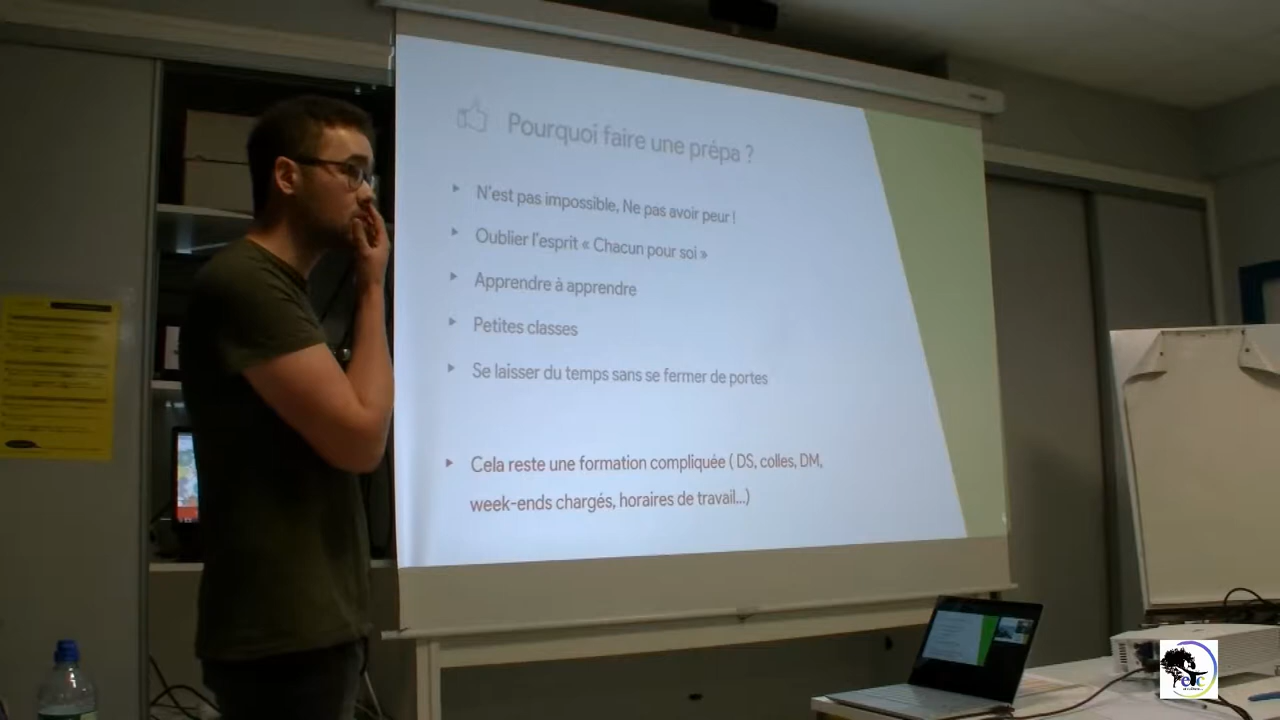 Pourquoi faire une prépa ?
N'est pas impossible, Ne pas avoir peur !
Oublier l'esprit « Chacun pour soi »
Apprendre à apprendre
Petites classes
Se laisser du temps sans se fermer de portes
Cela reste une formation compliquée ( DS, colles, DM,
week-ends chargés, horaires de travail...)